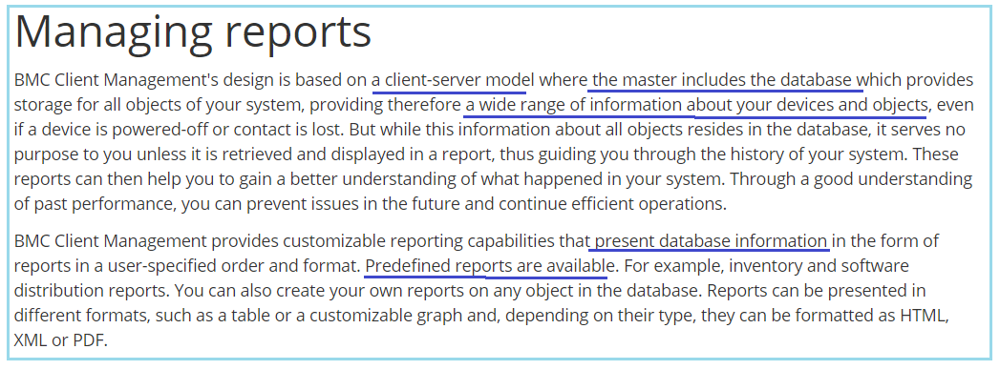 Managing reports
BMC Client Management's design is based on a client-server model where the master includes the database which provides
storage for all objects of your system, providing therefore a wide range of information about your devices and objects, even
if a device is powered-off or contact is lost. But while this information about all objects resides in the database, it serves no
purpose to you unless it is retrieved and displayed in a report, thus guiding you through the history of your system. These
reports can then help you to gain a better understanding of what happened in your system. Through a good understanding
of past performance, you can prevent issues in the future and continue efficient operations.
BMC Client Management provides customizable reporting capabilities that present database information in the form of
reports in a user-specified order and format. Predefined reports are available. For example, inventory and software
distribution reports. You can also create your own reports on any object in the database. Reports can be presented in
different formats, such as a table or a customizable graph and, depending on their type, they can be formatted as HTML,
XML or PDF.